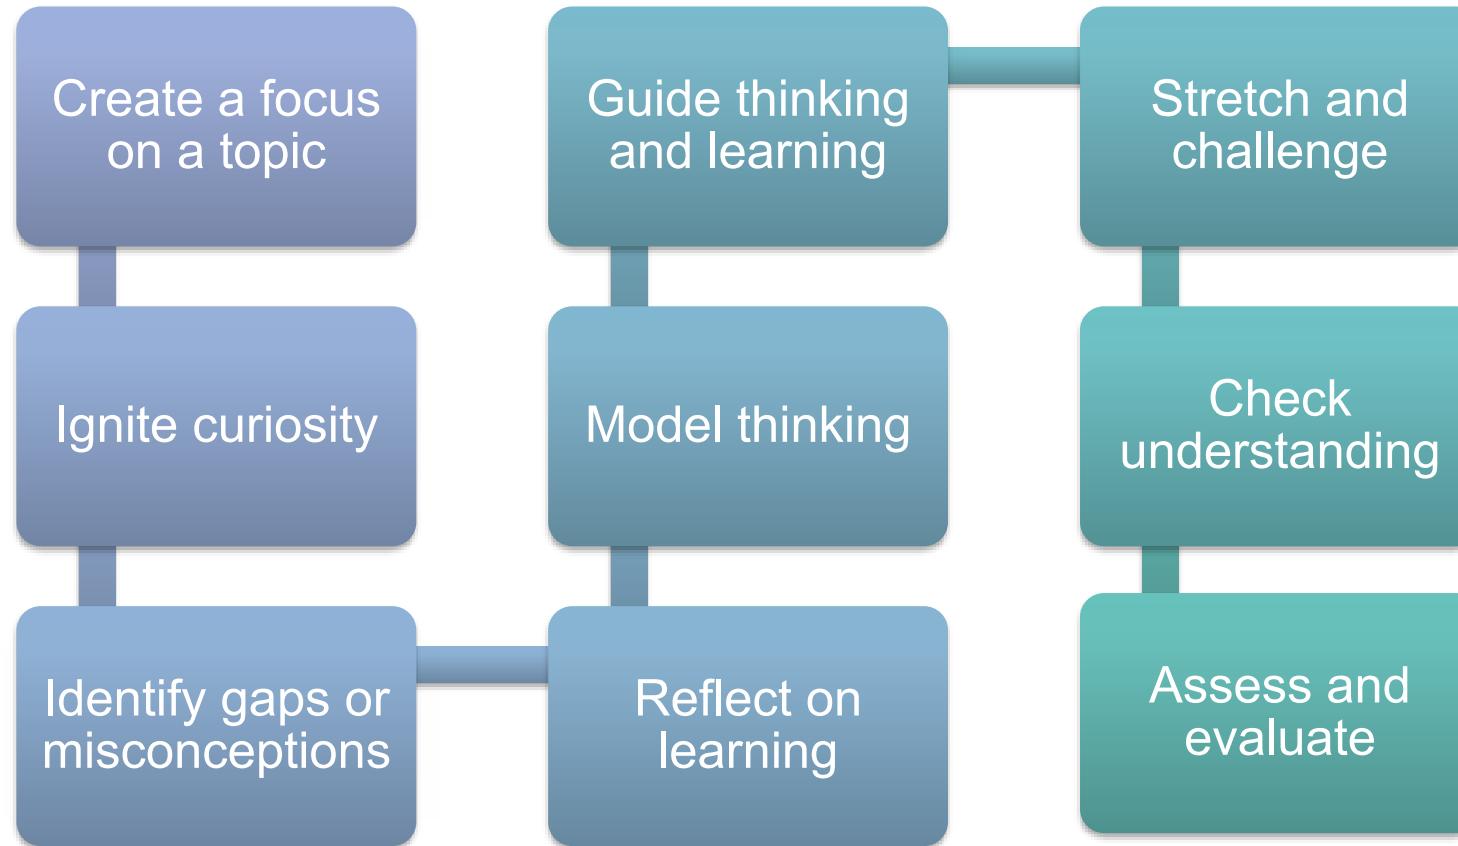 Create a focus
on a topic
Ignite curiosity
Identify gaps or
misconceptions
Reflect on
learning
Model thinking
Guide thinking
and learning
Stretch and
challenge
Check
understanding
Assess and
evaluate